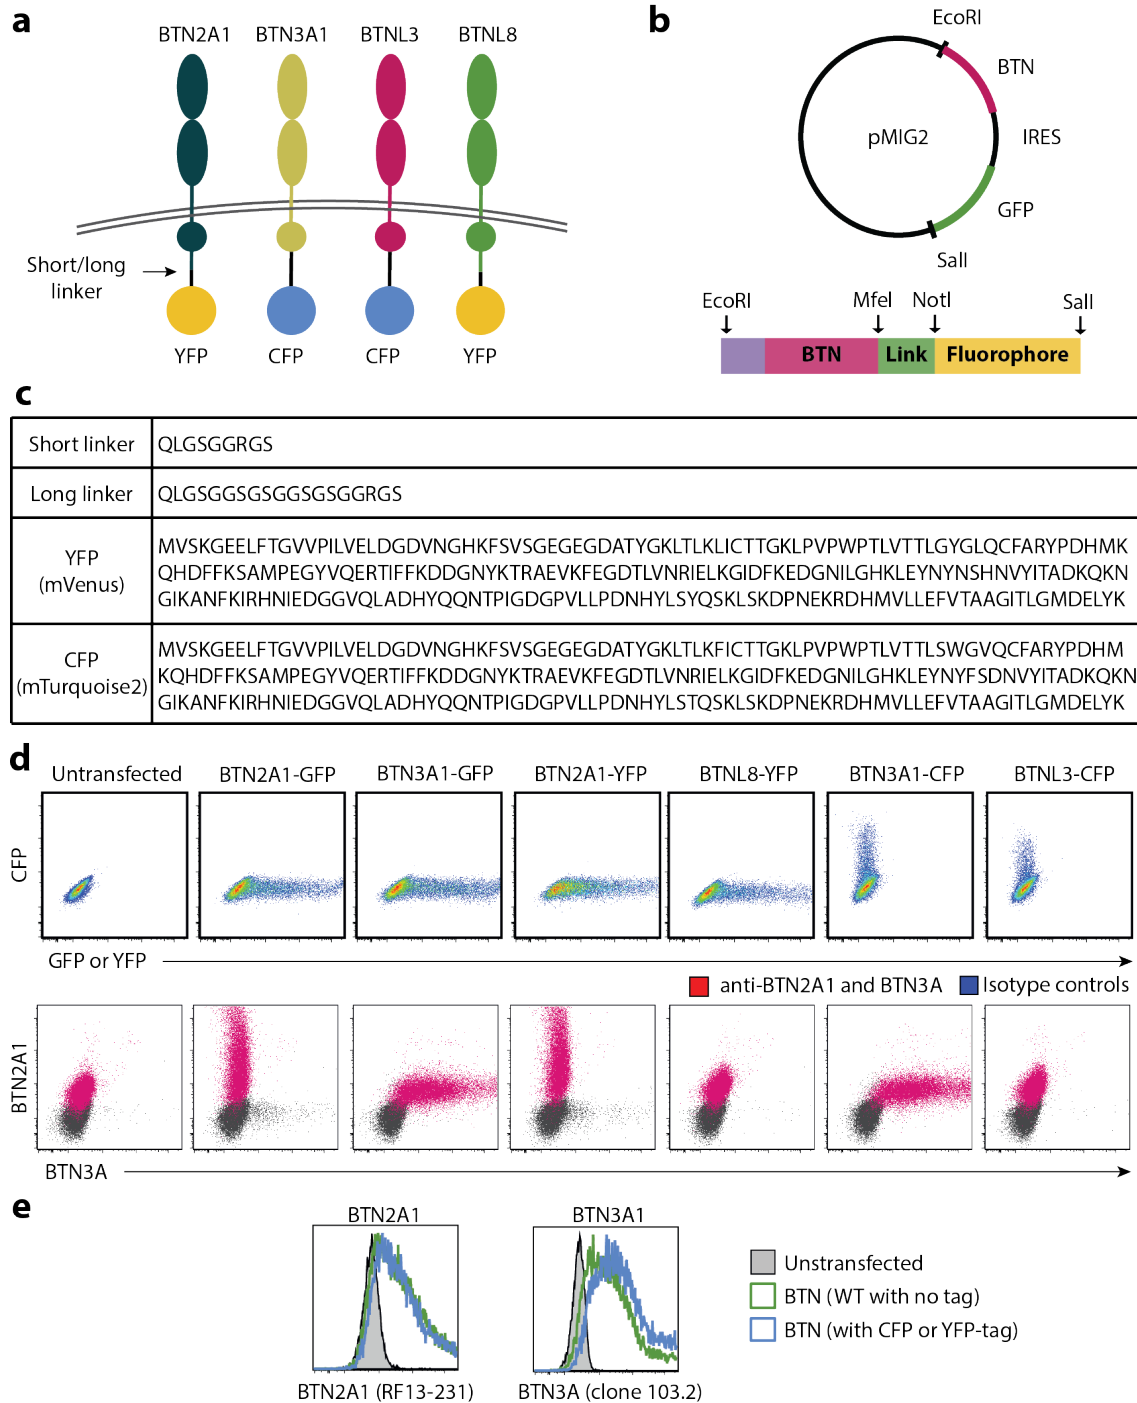 a
BTN2A1 BTN3A1 BTNL3 BTNL8
Short/long
linker
YFP CFP CFP YFP
b
EcoRI
BTN
pMIG2
IRES
GFP
SalI
EcoRI MfeI NotI SalI
BTN Link Fluorophore
c
Short linker QLGSGGRGS
Long linker QLGSGGSGSGGSGSGGRGS
YFP
(mVenus)
MVSKGEELFTGVVPILVELDGDVNGHKFSVSGEGEGDATYGKLTLKLICTTGKLPVPWPTLVTTLGYGLQCFARYPDHMK
QHDFFKSAMPEGYVQERTIFFKDDGNYKTRAEVKFEGDTLVNRIELKGIDFKEDGNILGHKLEYNYNSHNVYITADKQKN
GIKANFKIRHNIEDGGVQLADHYQQNTPIGDGPVLLPDNHYLSYQSKLSKDPNEKRDHMVLLEFVTAAGITLGMDELYK
CFP
(mTurquoise2)
MVSKGEELFTGVVPILVELDGDVNGHKFSVSGEGEGDATYGKLTLKFICTTGKLPVPWPTLVTTLSWGVQCFARYPDHM
KQHDFFKSAMPEGYVQERTIFFKDDGNYKTRAEVKFEGDTLVNRIELKGIDFKEDGNILGHKLEYNYFSDNVYITADKQKN
GIKANFKIRHNIEDGGVQLADHYQQNTPIGDGPVLLPDNHYLSTQSKLSKDPNEKRDHMVLLEFVTAAGITLGMDELYK
d
Untransfected BTN2A1-GFP BTN3A1-GFP BTN2A1-YFP BTNL8-YFP BTN3A1-CFP BTNL3-CFP
CFP
GFP or YFP
anti-BTN2A1 and BTN3A Isotype controls
BTN2A1
BTN3A
e
BTN2A1 BTN3A1
Unstransfected
BTN (WT with no tag)
BTN (with CFP or YFP-tag)
BTN2A1 (RF13-231) BTN3A (clone 103.2)